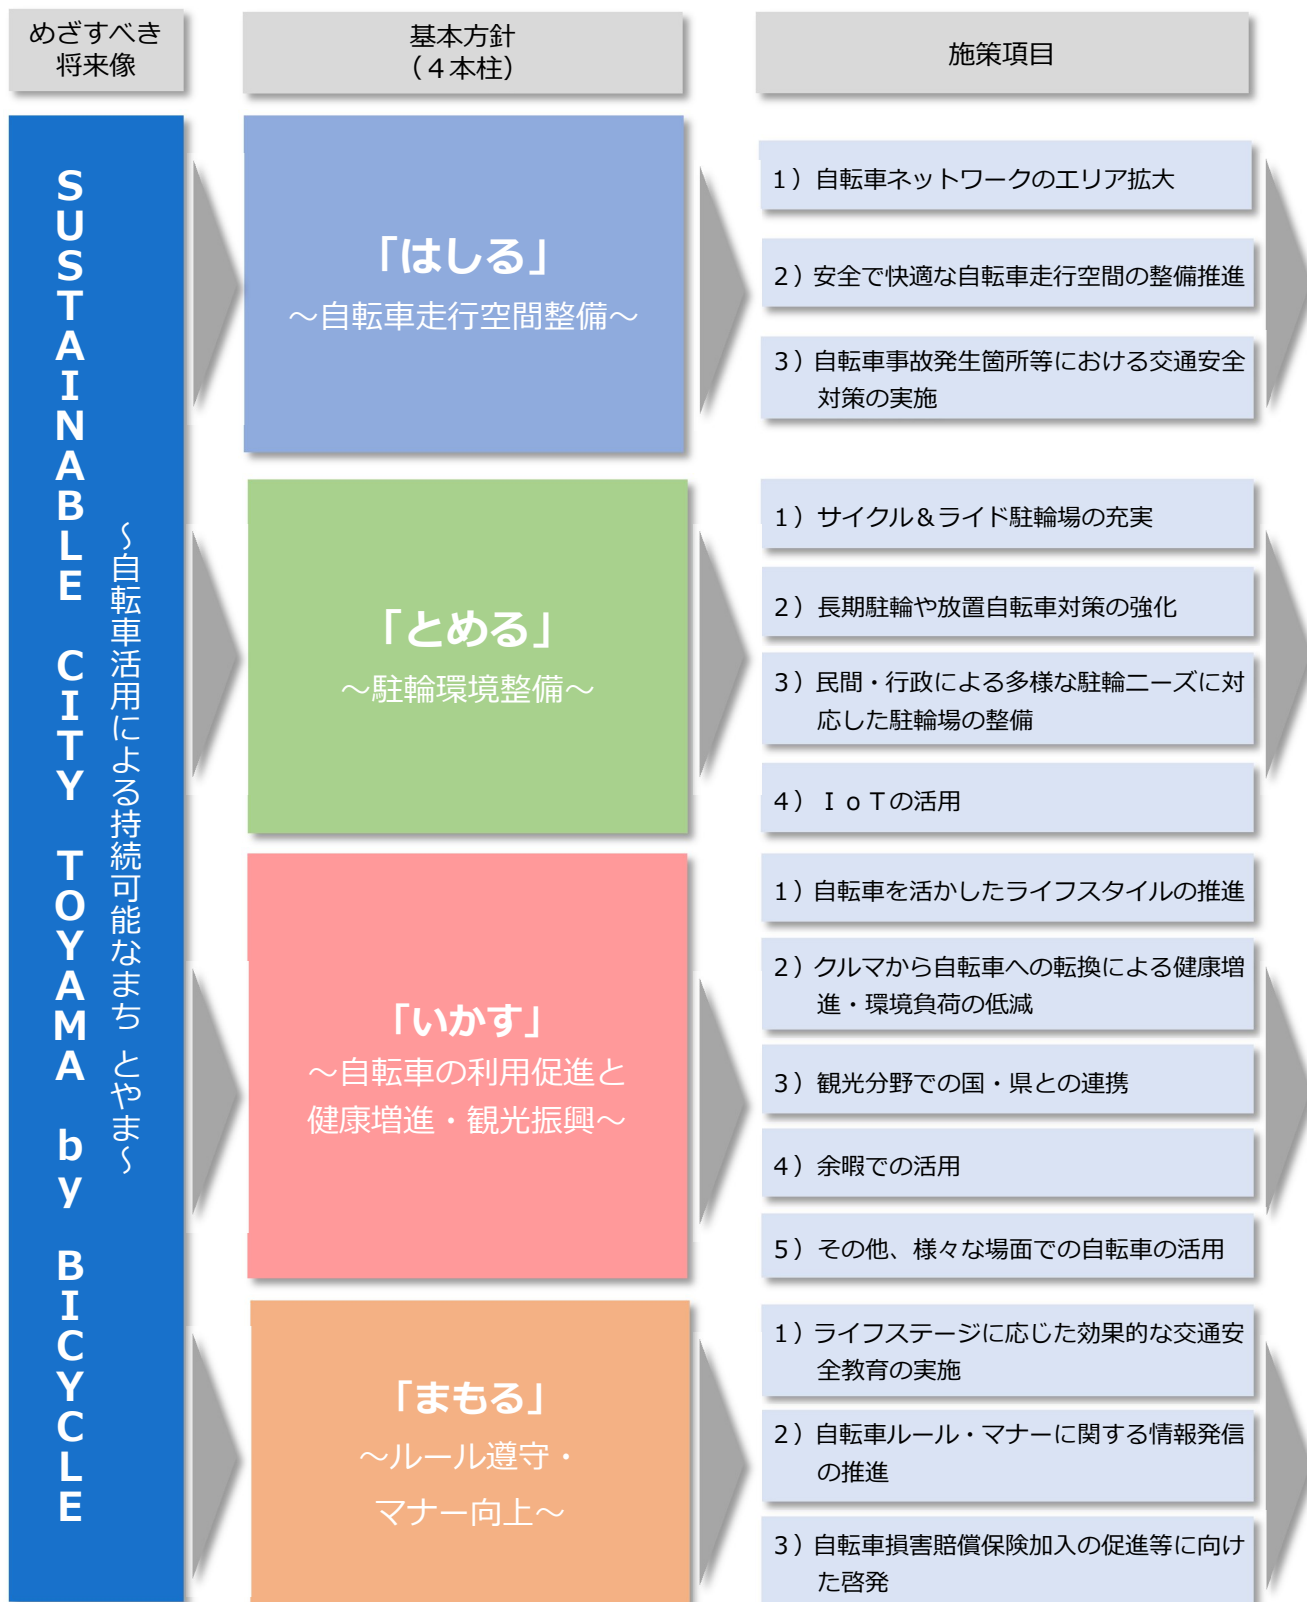 めざすべき
将来像
基本方針
（４本柱）
施策項目
SUSTAINABLE CITY TOYAMA by BICYCLE
～自転車活用による持続可能なまち とやま～
「はしる」
～自転車走行空間整備～
１）自転車ネットワークのエリア拡大
２）安全で快適な自転車走行空間の整備推進
３）自転車事故発生箇所等における交通安全
対策の実施
「とめる」
～駐輪環境整備～
１）サイクル＆ライド駐輪場の充実
２）長期駐輪や放置自転車対策の強化
３）民間・行政による多様な駐輪ニーズに対
応した駐輪場の整備
４）ＩｏＴの活用
「いかす」
～自転車の利用促進と
健康増進・観光振興～
１）自転車を活かしたライフスタイルの推進
２）クルマから自転車への転換による健康増
進・環境負荷の低減
３）観光分野での国・県との連携
４）余暇での活用
５）その他、様々な場面での自転車の活用
「まもる」
～ルール遵守・
マナー向上～
１）ライフステージに応じた効果的な交通安
全教育の実施
２）自転車ルール・マナーに関する情報発信
の推進
３）自転車損害賠償保険加入の促進等に向け
た啓発